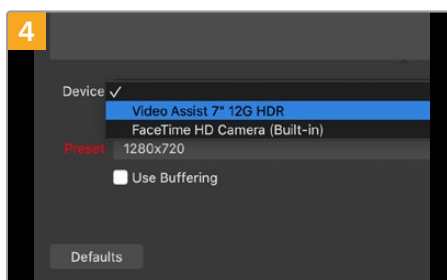 4
Device ✓
Video Assist 7" 12G HDR
FaceTime HD Camera (Built-in)
Preset 1280x720
Use Buffering
Defaults